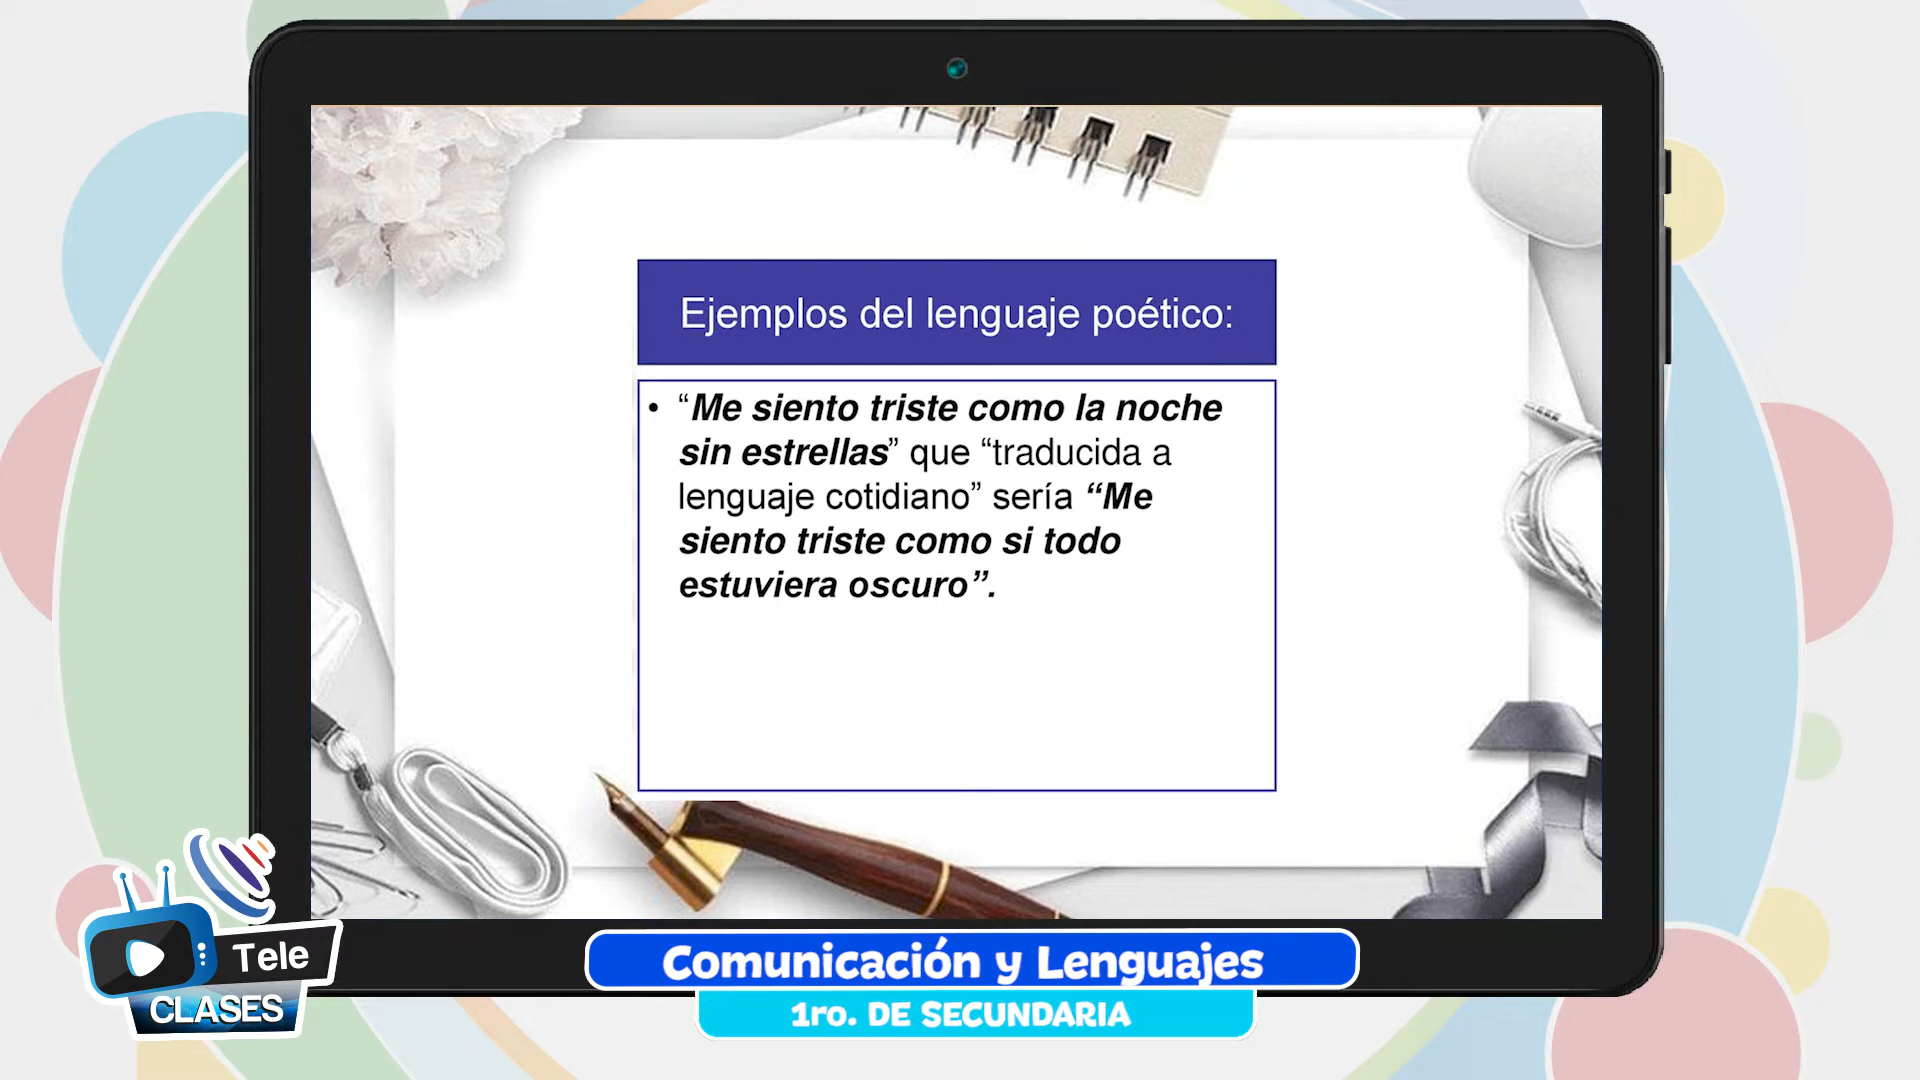 Ejemplos del lenguaje poético:
• “Me siento triste como la noche
sin estrellas” que “traducida a
lenguaje cotidiano” sería “Me
siento triste como si todo
estuviera oscuro”.
Tele
CLASES
Comunicación y Lenguajes
1ro. DE SECUNDARIA